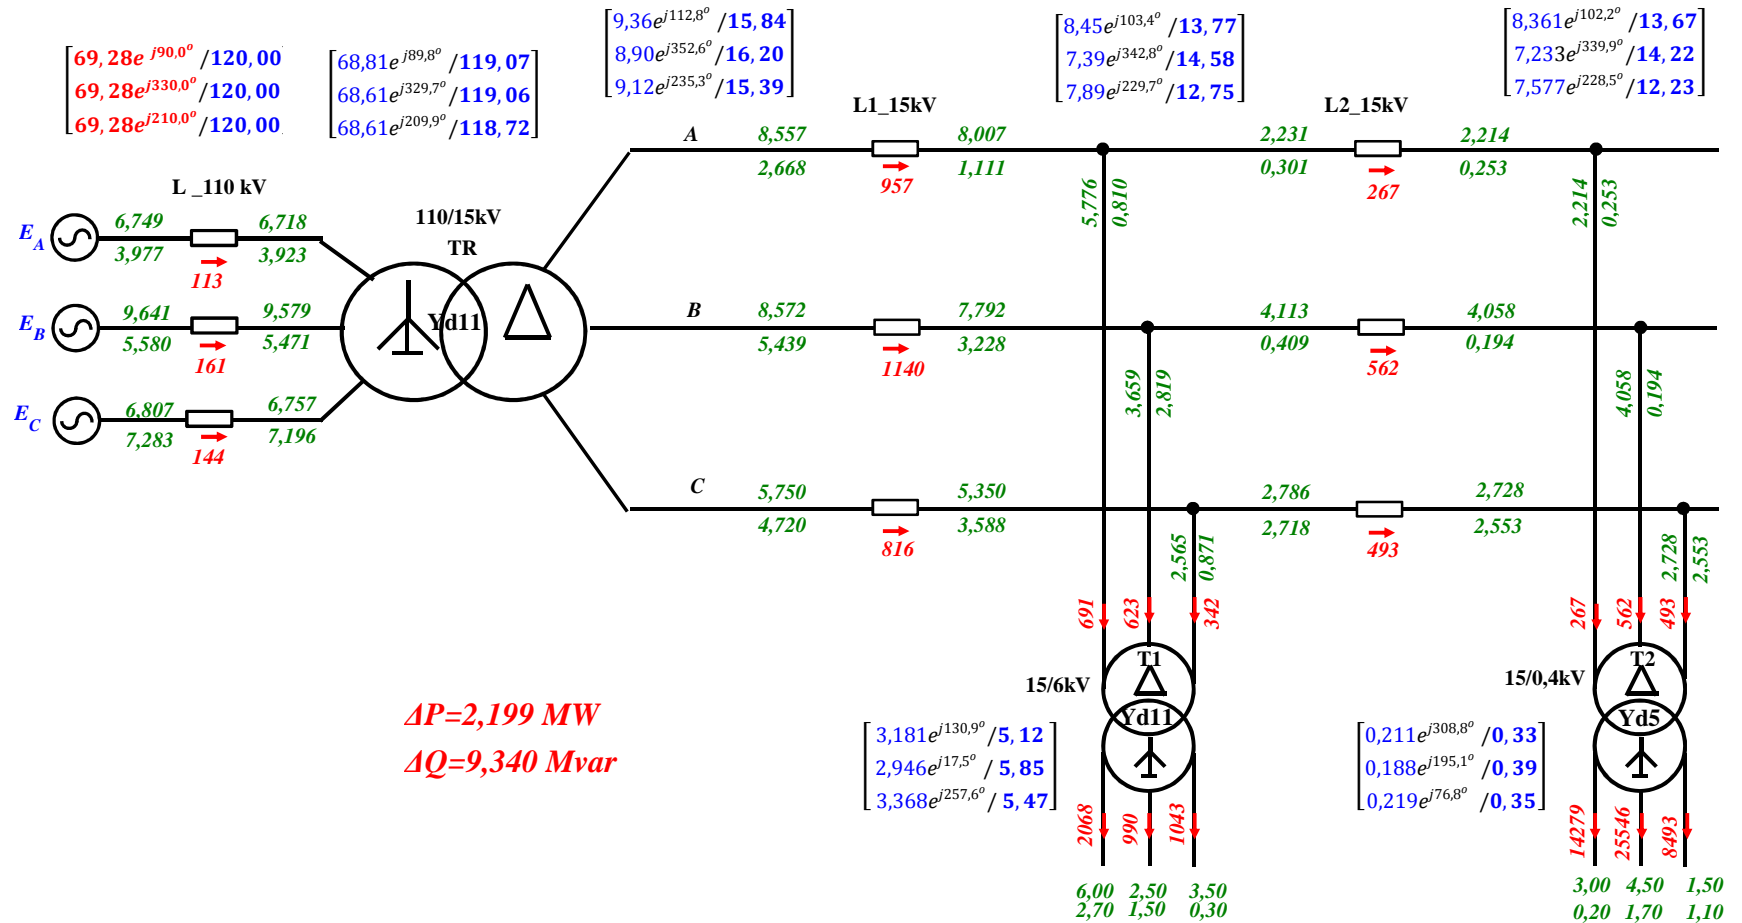 69,28e^j90,0° /120,00
69,28e^j330,0° /120,00
69,28e^j210,0° /120,00
68,81e^j89,8° /119,07
68,61e^j329,7° /119,06
68,61e^j209,9° /118,72
9,36e^j112,8° /15,84
8,90e^j352,6° /16,20
9,12e^j235,3° /15,39
8,45e^j103,4° /13,77
7,39e^j342,8° /14,58
7,89e^j229,7° /12,75
8,361e^j102,2° /13,67
7,233e^j339,9° /14,22
7,577e^j228,5° /12,23
L1_15kV
L2_15kV
A
8,557
2,668
957
8,007
1,111
2,231
0,301
267
2,214
0,253
L _110 kV
110/15kV
TR
Yd11
E_A
6,749
3,977
113
6,718
3,923
E_B
9,641
5,580
161
9,579
5,471
E_C
6,807
7,283
144
6,757
7,196
5,776
0,810
2,214
0,253
B
8,572
5,439
1140
7,792
3,228
4,113
0,409
562
4,058
0,194
3,659
2,819
4,058
0,194
C
5,750
4,720
816
5,350
3,588
2,786
2,718
493
2,728
2,553
2,565
0,871
2,728
2,553
691
623
342
267
562
493
15/6kV
T1
Yd11
15/0,4kV
T2
Yd5
ΔP=2,199 MW
ΔQ=9,340 Mvar
3,181e^j130,9° /5,12
2,946e^j17,5° / 5,85
3,368e^j257,6° / 5,47
0,211e^j308,8° /0,33
0,188e^j195,1° /0,39
0,219e^j76,8° /0,35
2068
990
1043
14279
25546
8493
6,00 2,50 3,50
2,70 1,50 0,30
3,00 4,50 1,50
0,20 1,70 1,10